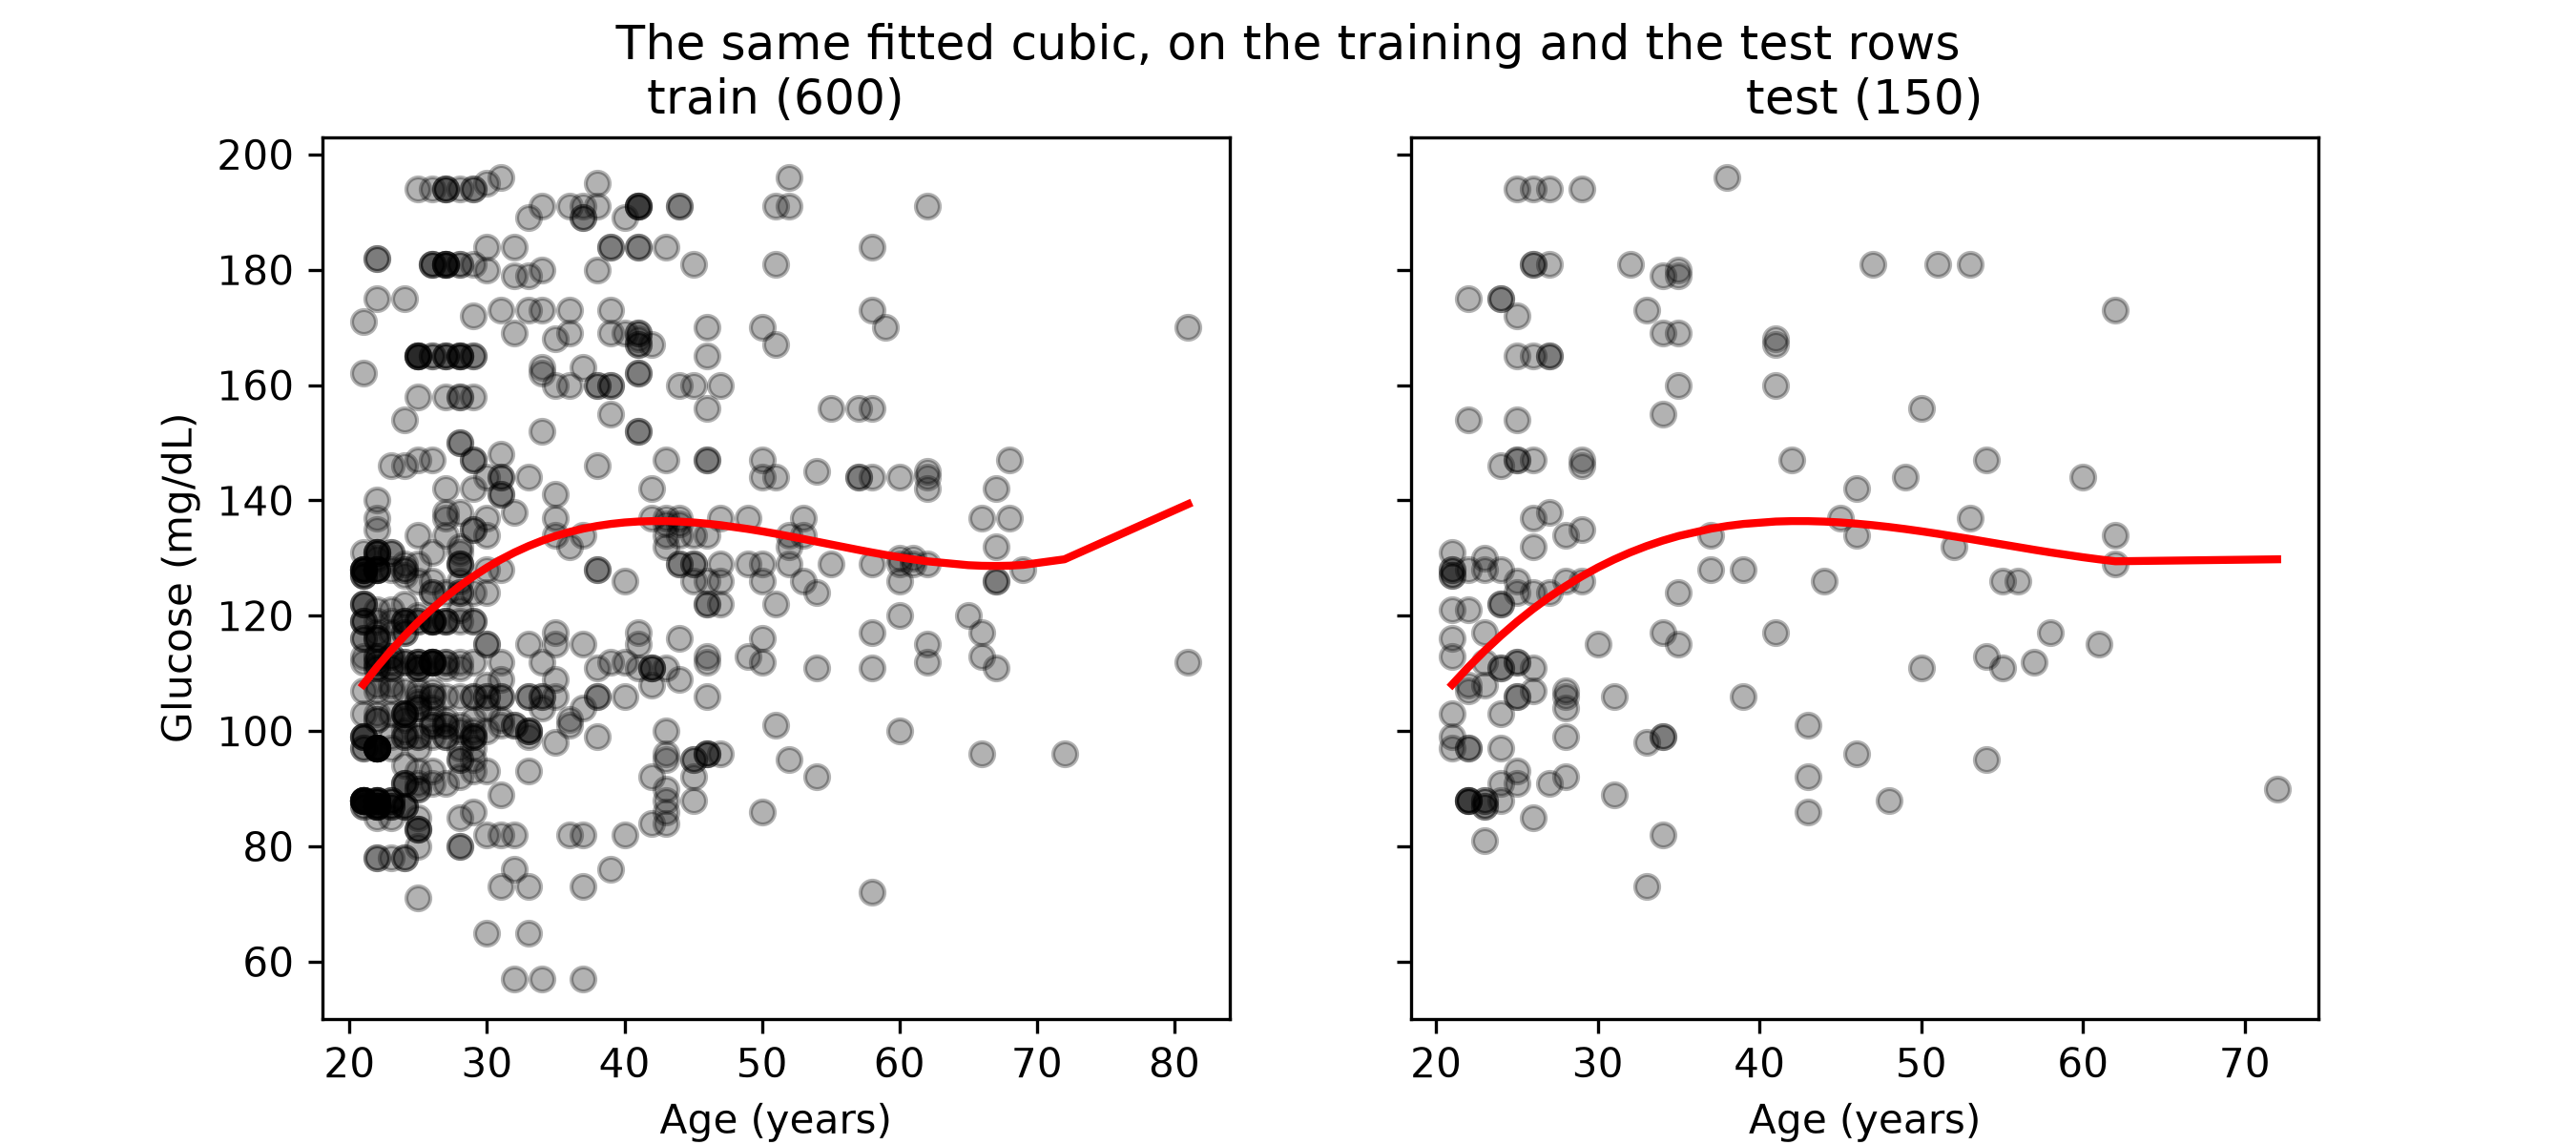 The same fitted cubic, on the training and the test rows
train (600)
test (150)
200
180
160
140
120
100
80
60
Glucose (mg/dL)
20 30 40 50 60 70 80
20 30 40 50 60 70
Age (years)
Age (years)